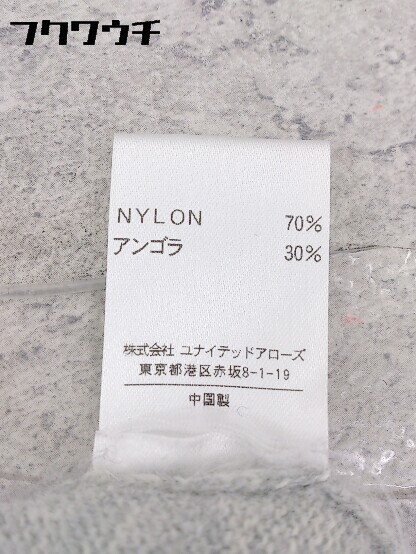 フクワウチ
NYLON 70%
アンゴラ 30%
株式会社 ユナイテッドアローズ
東京都港区赤坂8-1-19
中国製